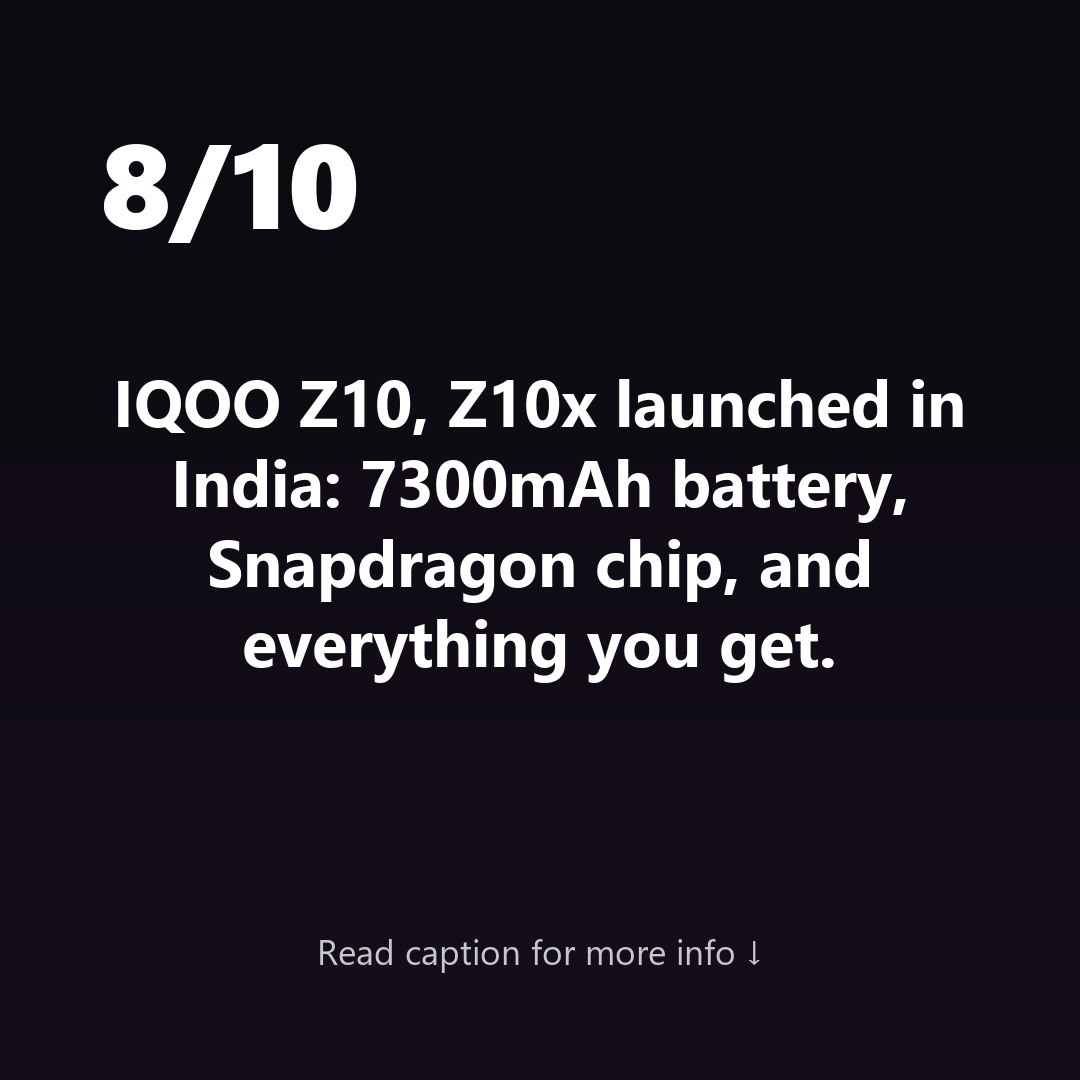 8/10
IQOO Z10, Z10x launched in
India: 7300mAh battery,
Snapdragon chip, and
everything you get.
Read caption for more info ↓